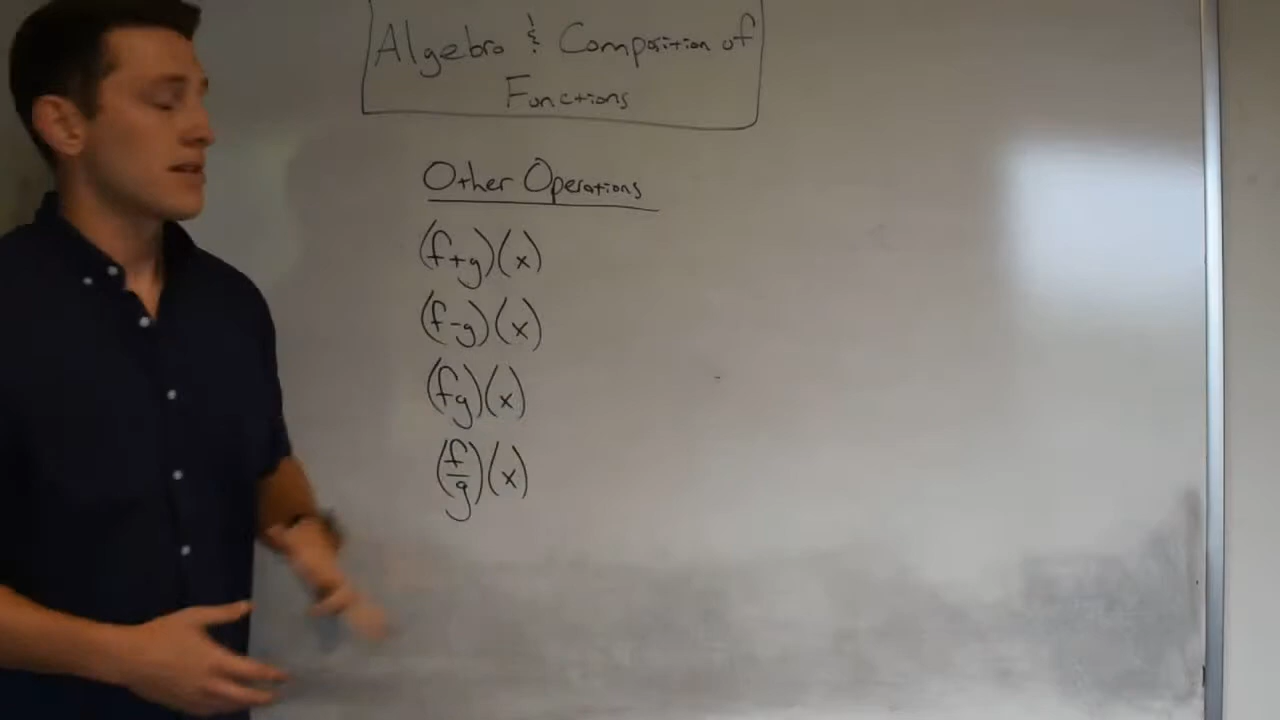 Algebra & Composition of
Functions
Other Operations
(f+g)(x)
(f-g)(x)
(fg)(x)
(f/g)(x)